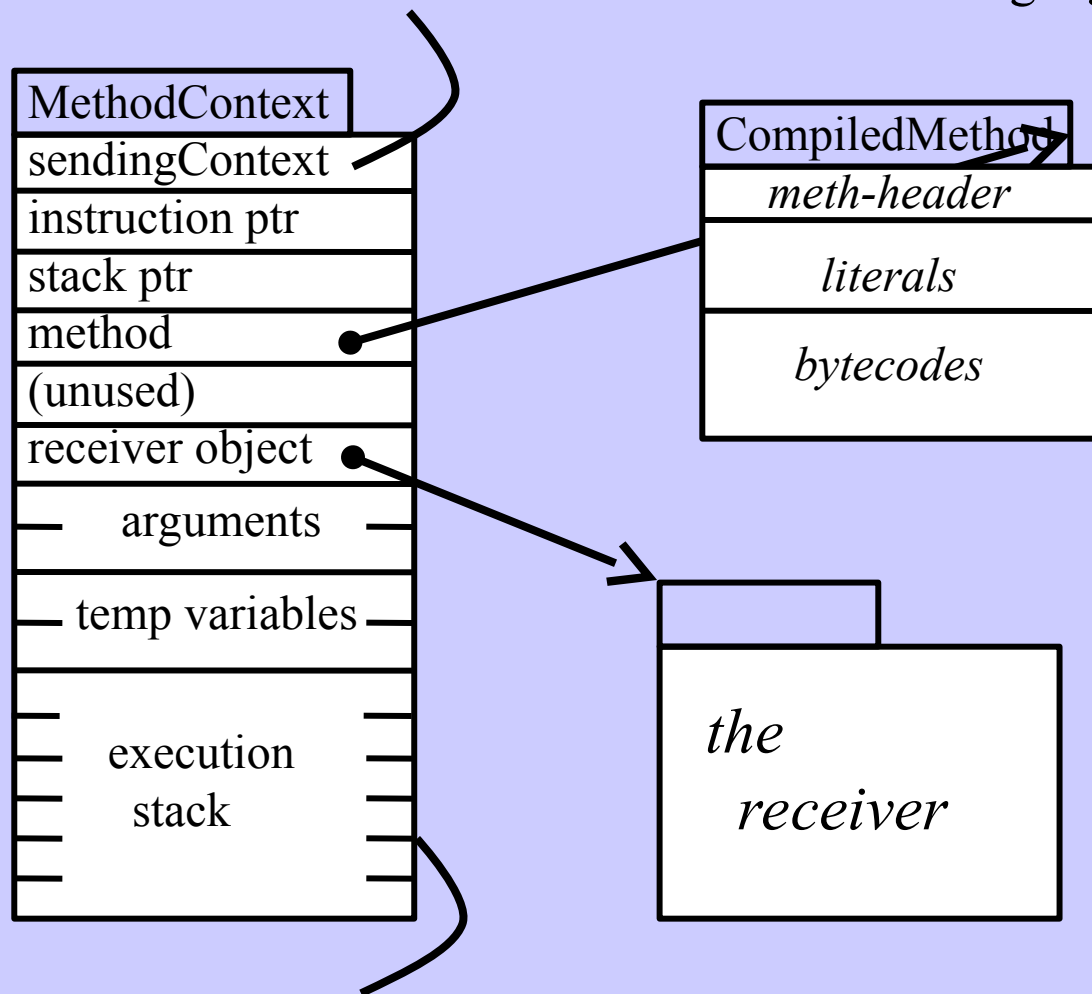 MethodContext
sendingContext
instruction ptr
stack ptr
method
(unused)
receiver object
arguments
temp variables
execution
stack
CompiledMethod
meth-header
literals
bytecodes
the
receiver